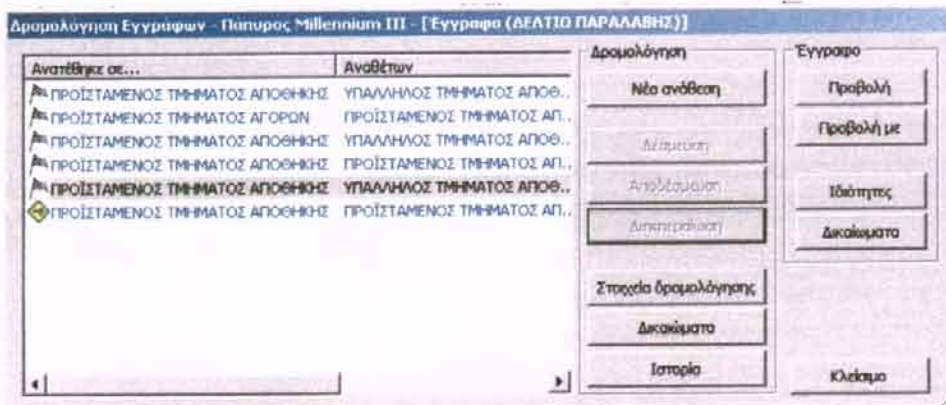 Δρομολόγηση Εγγράφων - Πάπυρος Millennium III - [Έγγραφο (ΔΕΛΤΙΟ ΠΑΡΑΛΑΒΗΣ)]
Ανατέθηκε σε... Αναθέτων
ΠΡΟΪΣΤΑΜΕΝΟΣ ΤΜΗΜΑΤΟΣ ΑΠΟΘΗΚΗΣ ΥΠΑΛΛΗΛΟΣ ΤΜΗΜΑΤΟΣ ΑΠΟΘ..
ΠΡΟΪΣΤΑΜΕΝΟΣ ΤΜΗΜΑΤΟΣ ΑΓΟΡΩΝ ΠΡΟΪΣΤΑΜΕΝΟΣ ΤΜΗΜΑΤΟΣ ΑΠ..
ΠΡΟΪΣΤΑΜΕΝΟΣ ΤΜΗΜΑΤΟΣ ΑΠΟΘΗΚΗΣ ΥΠΑΛΛΗΛΟΣ ΤΜΗΜΑΤΟΣ ΑΠΟΘ..
ΠΡΟΪΣΤΑΜΕΝΟΣ ΤΜΗΜΑΤΟΣ ΑΠΟΘΗΚΗΣ ΠΡΟΪΣΤΑΜΕΝΟΣ ΤΜΗΜΑΤΟΣ ΑΠ..
ΠΡΟΪΣΤΑΜΕΝΟΣ ΤΜΗΜΑΤΟΣ ΑΠΟΘΗΚΗΣ ΥΠΑΛΛΗΛΟΣ ΤΜΗΜΑΤΟΣ ΑΠΟΘ..
ΠΡΟΪΣΤΑΜΕΝΟΣ ΤΜΗΜΑΤΟΣ ΑΠΟΘΗΚΗΣ ΠΡΟΪΣΤΑΜΕΝΟΣ ΤΜΗΜΑΤΟΣ ΑΠ..
Δρομολόγηση
Νέα ανάθεση
Δέσμευση
Αποδέσμευση
Διεκπεραίωση
Στοιχεία δρομολόγησης
Δικαιώματα
Ιστορία
Έγγραφο
Προβολή
Προβολή με
Ιδιότητες
Δικαίωματα
Κλείσιμο